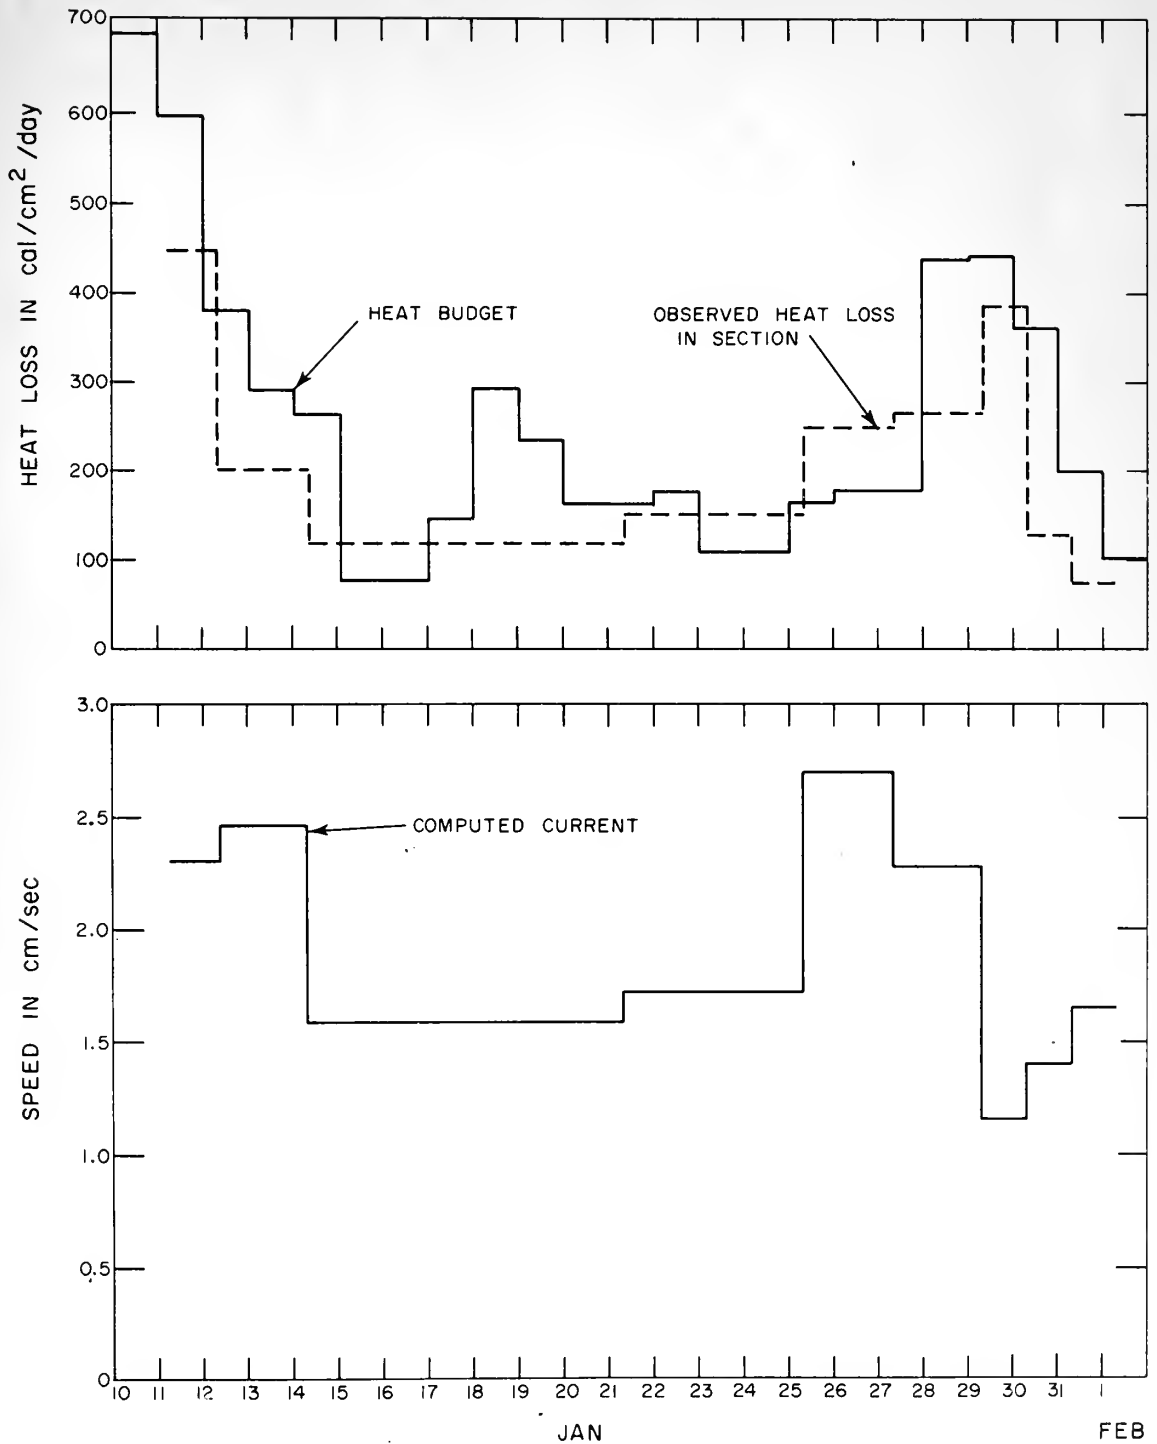 700
600
500
400
300
200
100
0
HEAT LOSS IN cal/cm²/day
HEAT BUDGET
OBSERVED HEAT LOSS
IN SECTION
3.0
2.5
2.0
1.5
1.0
0.5
0
SPEED IN cm/sec
COMPUTED CURRENT
10 11 12 13 14 15 16 17 18 19 20 21 22 23 24 25 26 27 28 29 30 31 1
JAN FEB